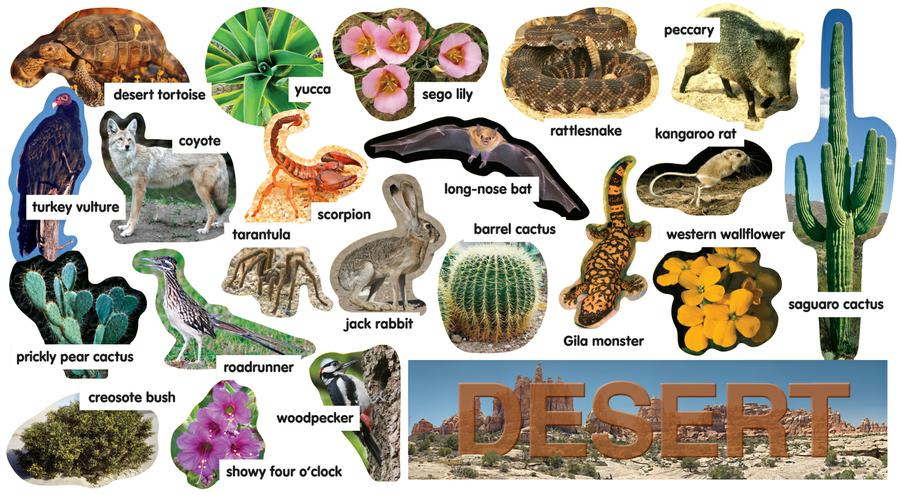 peccary
desert tortoise
yucca
sego lily
rattlesnake
kangaroo rat
coyote
long-nose bat
turkey vulture
scorpion
tarantula
barrel cactus
western wallflower
saguaro cactus
jack rabbit
Gila monster
prickly pear cactus
roadrunner
creosote bush
woodpecker
showy four o'clock
DESERT